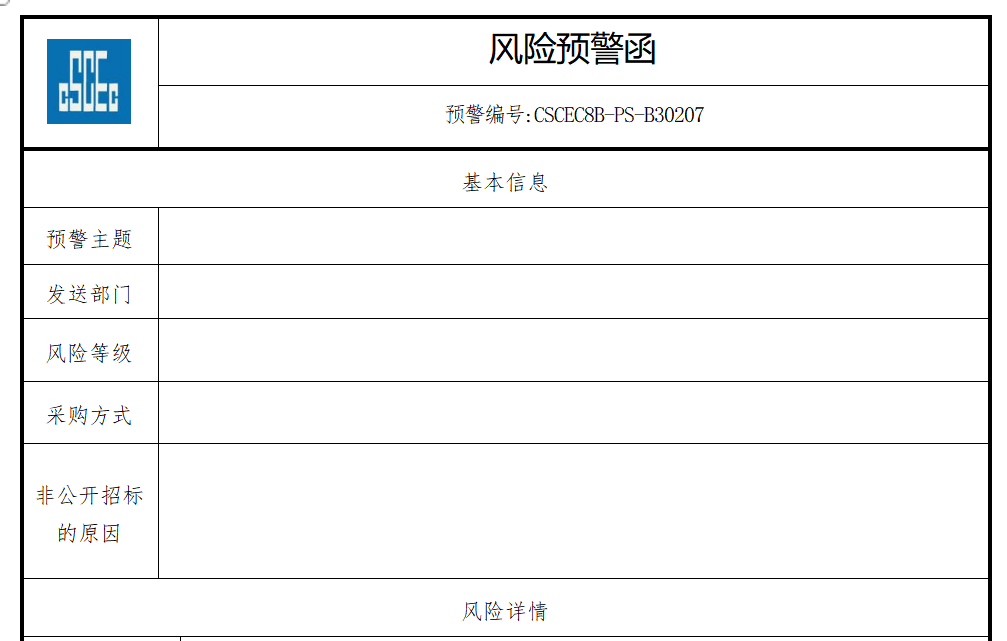 cSCEc
风险预警函
预警编号:CSCEC8B-PS-B30207
基本信息
预警主题
发送部门
风险等级
采购方式
非公开招标
的原因
风险详情